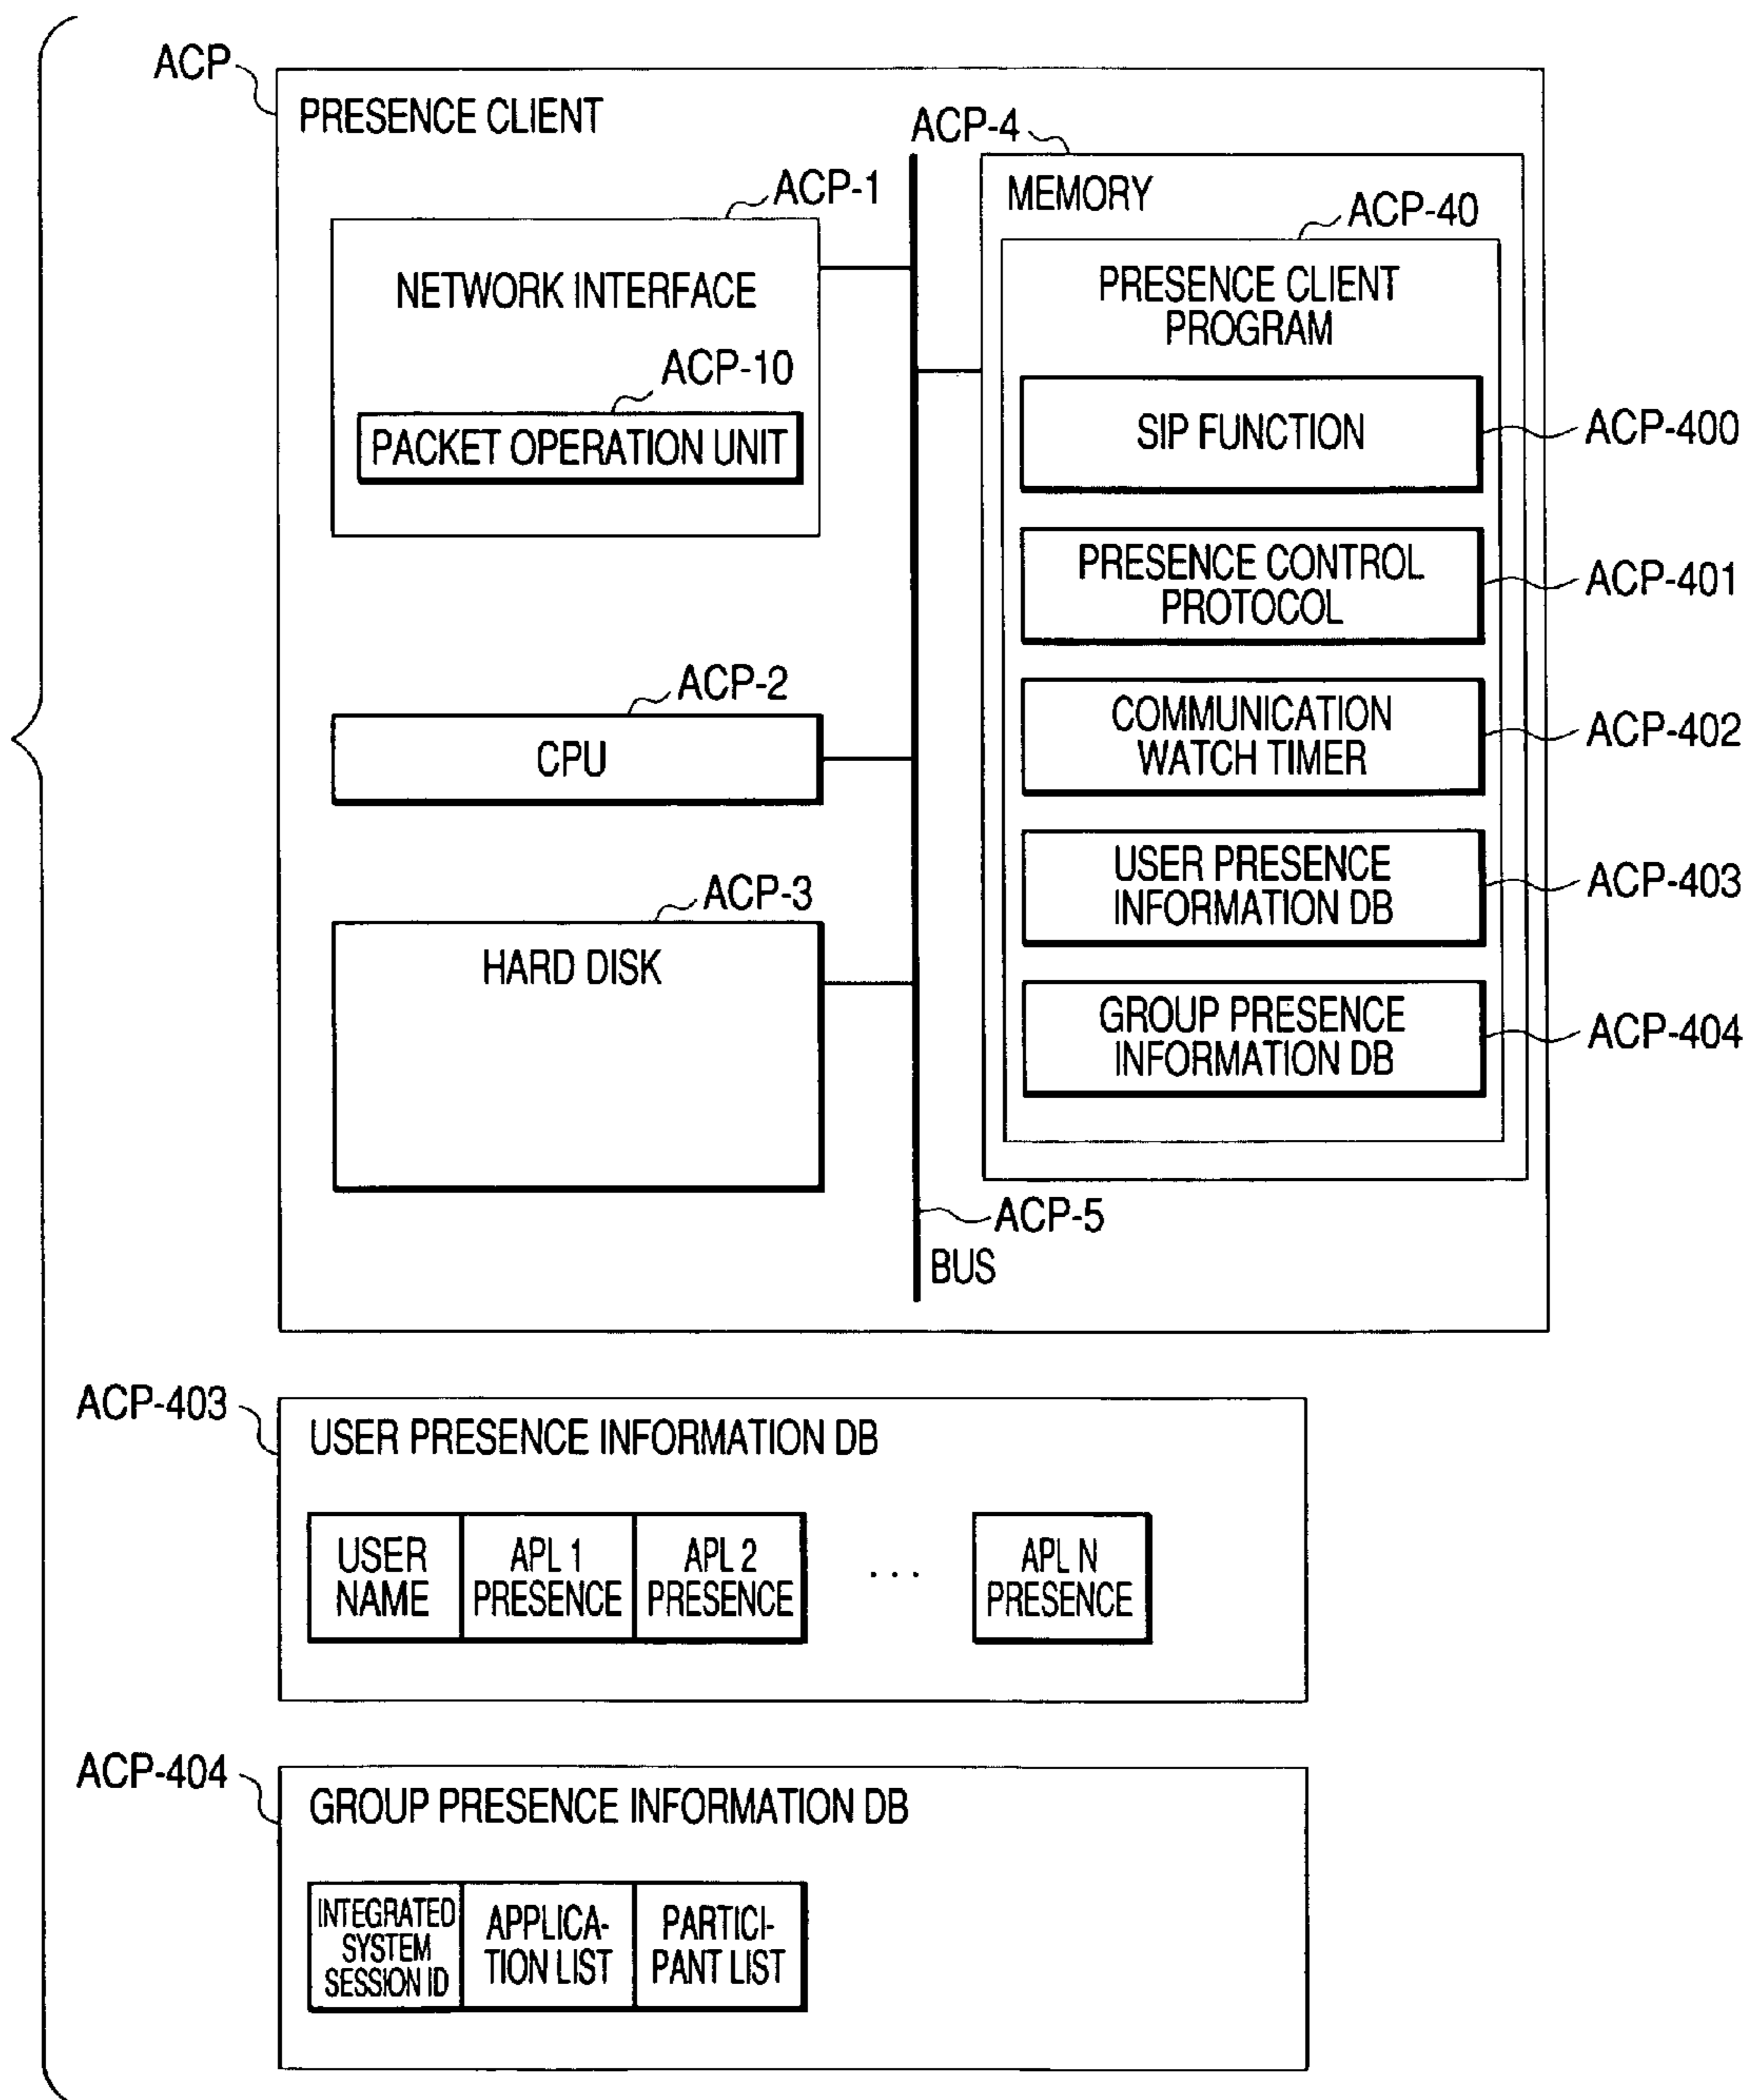 ACP
PRESENCE CLIENT
ACP-4
ACP-1
MEMORY
ACP-40
NETWORK INTERFACE
PRESENCE CLIENT
PROGRAM
ACP-10
PACKET OPERATION UNIT
SIP FUNCTION
ACP-400
PRESENCE CONTROL
PROTOCOL
ACP-401
ACP-2
CPU
COMMUNICATION
WATCH TIMER
ACP-402
ACP-3
HARD DISK
USER PRESENCE
INFORMATION DB
ACP-403
GROUP PRESENCE
INFORMATION DB
ACP-404
ACP-5
BUS
ACP-403
USER PRESENCE INFORMATION DB
USER
NAME
APL 1
PRESENCE
APL 2
PRESENCE
...
APL N
PRESENCE
ACP-404
GROUP PRESENCE INFORMATION DB
INTEGRATED
SYSTEM
SESSION ID
APPLICA-
TION LIST
PARTICI-
PANT LIST